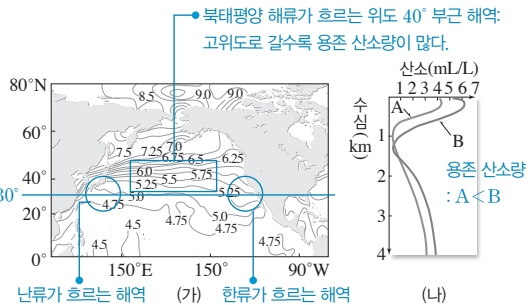 북태평양 해류가 흐르는 위도 40° 부근 해역:
고위도로 갈수록 용존 산소량이 많다.
80°N
60°
40°
30°
20°
0°
8.5
9.0
9.0
7.5
7.25
7.0
6.75
6.5
6.25
6.0
5.75
5.5
5.25
5.25
5.0
4.75
4.75
5.0
4.75
4.5
4.5
4.75
150°E
150°
90°W
난류가 흐르는 해역
(가)
한류가 흐르는 해역
산소(mL/L)
1 2 3 4 5 6 7
수심(km)
1
2
3
4
A
B
용존 산소량
: A<B
(나)